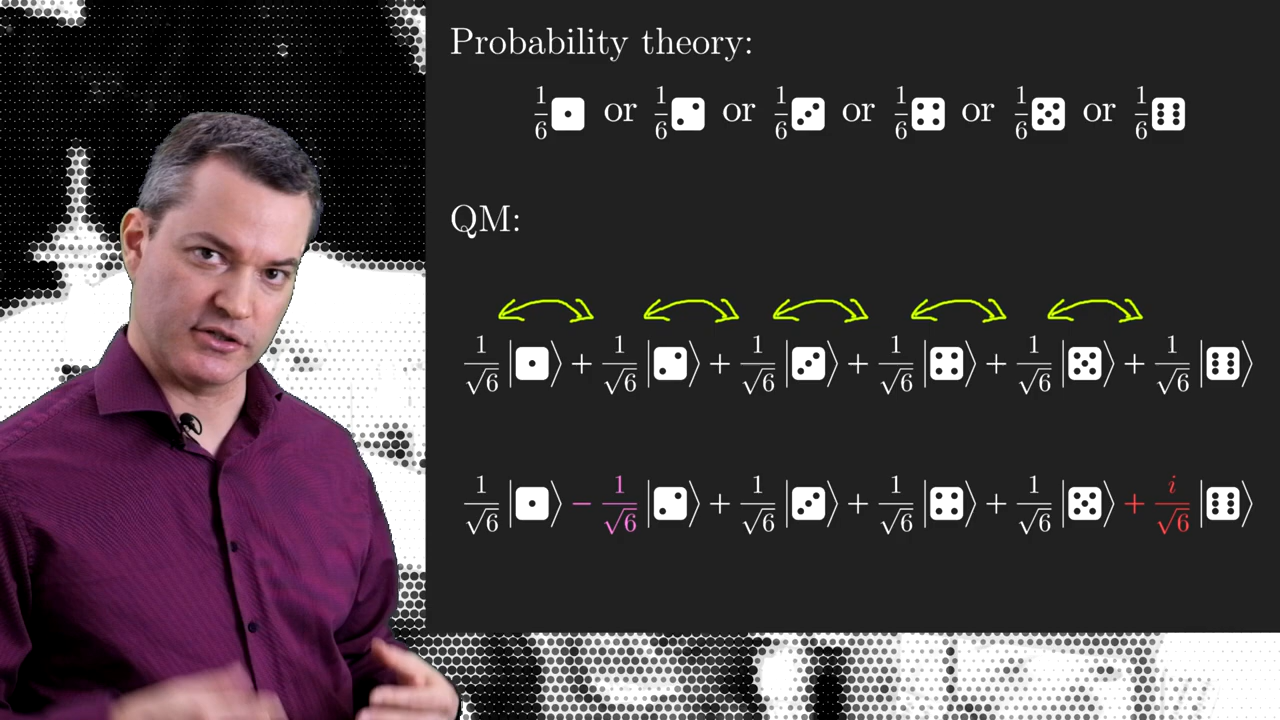 Probability theory:
1/6 ⚀ or 1/6 ⚁ or 1/6 ⚂ or 1/6 ⚃ or 1/6 ⚄ or 1/6 ⚅
QM:
1/√6 |⚀⟩ + 1/√6 |⚁⟩ + 1/√6 |⚂⟩ + 1/√6 |⚃⟩ + 1/√6 |⚄⟩ + 1/√6 |⚅⟩
1/√6 |⚀⟩ − 1/√6 |⚁⟩ + 1/√6 |⚂⟩ + 1/√6 |⚃⟩ + 1/√6 |⚄⟩ + i/√6 |⚅⟩